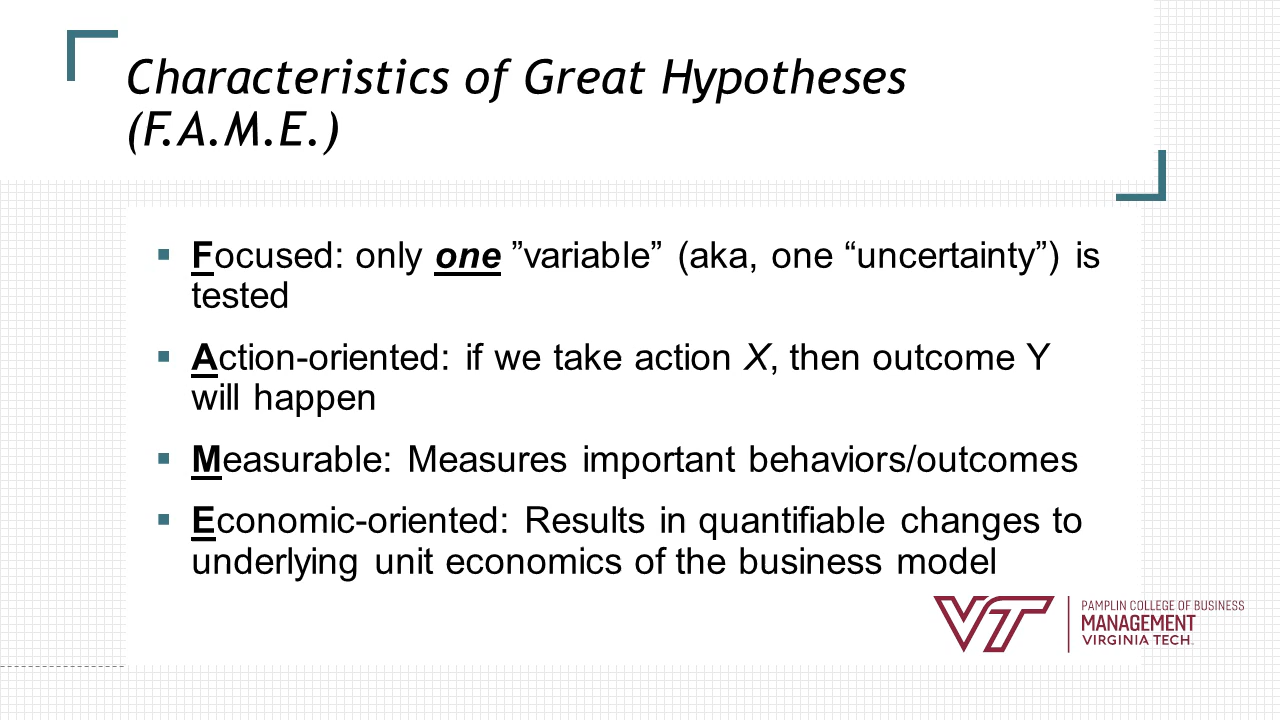 Characteristics of Great Hypotheses
(F.A.M.E.)
▪ Focused: only one ”variable” (aka, one “uncertainty”) is
tested
▪ Action-oriented: if we take action X, then outcome Y
will happen
▪ Measurable: Measures important behaviors/outcomes
▪ Economic-oriented: Results in quantifiable changes to
underlying unit economics of the business model
VT
PAMPLIN COLLEGE OF BUSINESS
MANAGEMENT
VIRGINIA TECH.